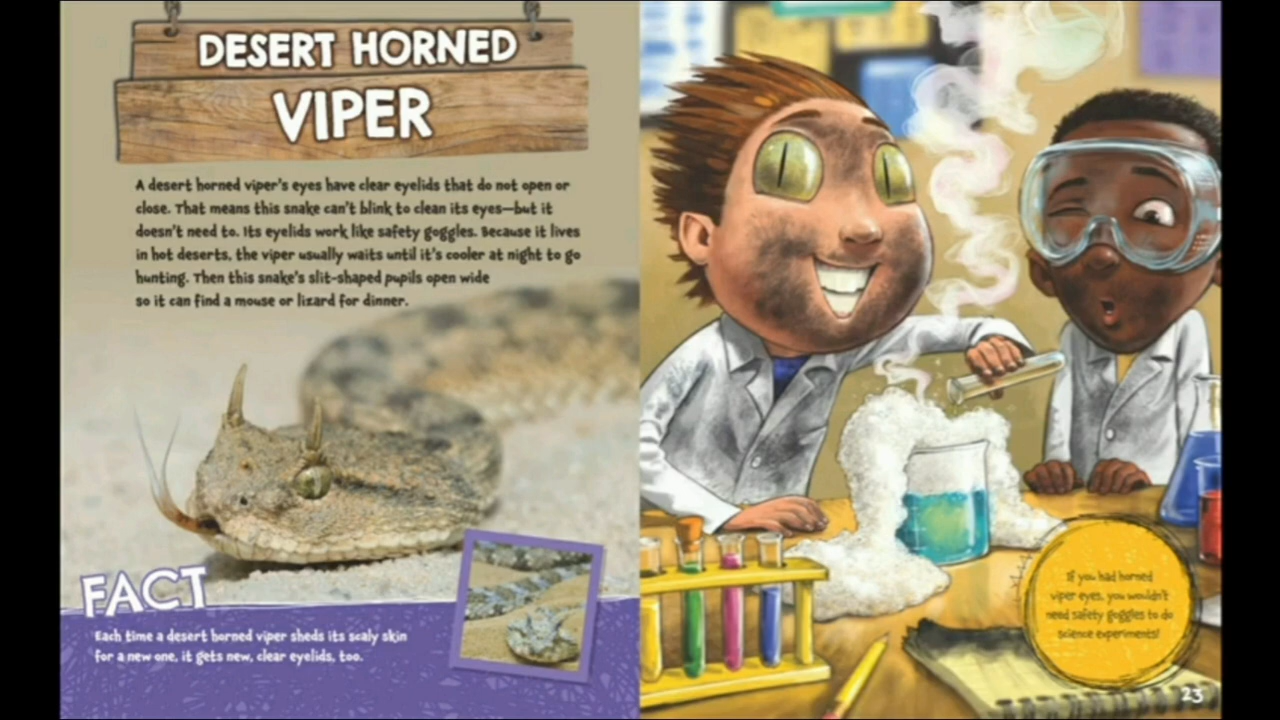 DESERT HORNED
VIPER
A desert horned viper's eyes have clear eyelids that do not open or
close. That means this snake can't blink to clean its eyes—but it
doesn't need to. Its eyelids work like safety goggles. Because it lives
in hot deserts, the viper usually waits until it's cooler at night to go
hunting. Then this snake's slit-shaped pupils open wide
so it can find a mouse or lizard for dinner.
FACT
Each time a desert horned viper sheds its scaly skin
for a new one, it gets new, clear eyelids, too.
If you had horned
viper eyes, you wouldn't
need safety goggles to do
science experiments!
23